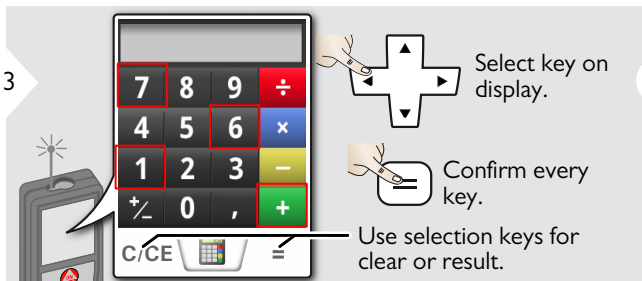 3
7 8 9 ÷
4 5 6 ×
1 2 3 −
+/− 0 , +
C/CE =
Select key on
display.
=
Confirm every
key.
Use selection keys for
clear or result.